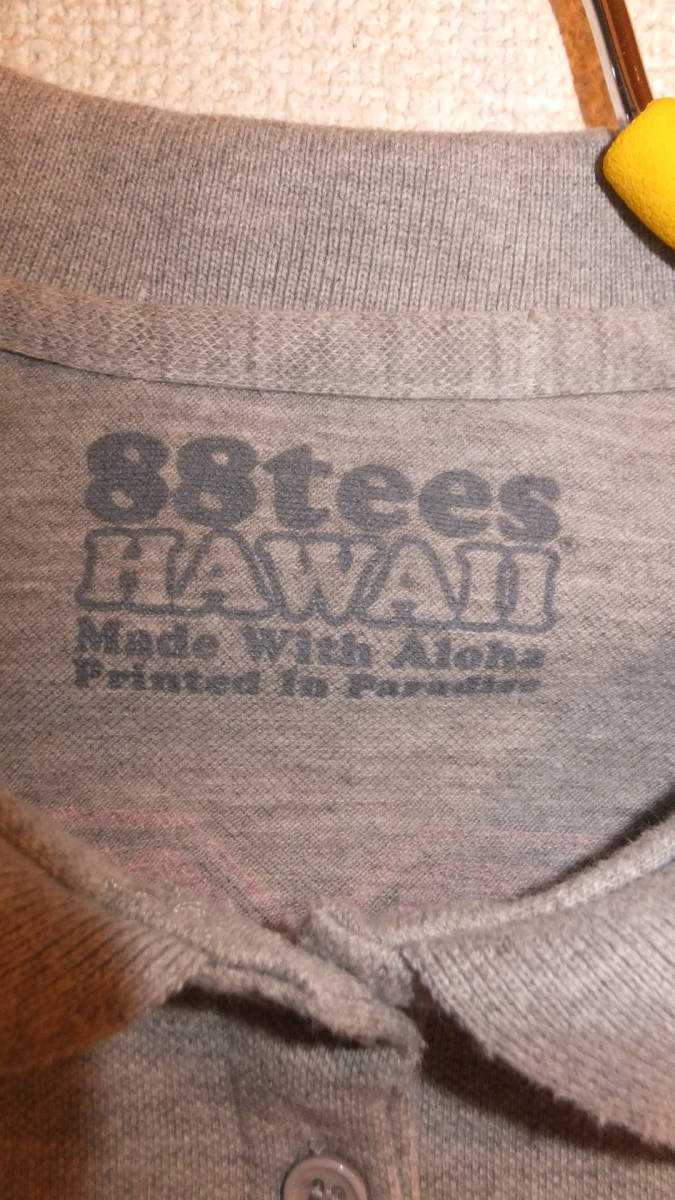 88tees
HAWAII
Made With Aloha
Printed In Paradise